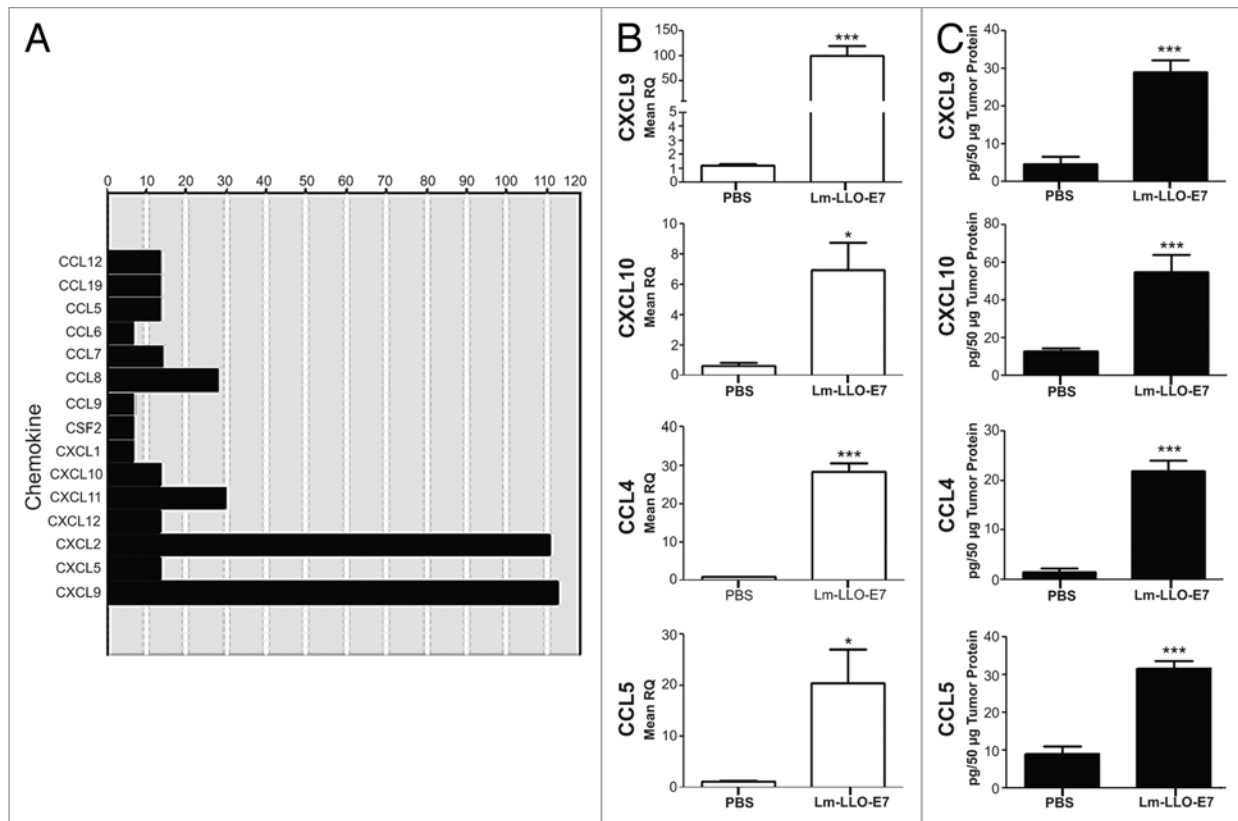 A
0 10 20 30 40 50 60 70 80 90 100 110 120
Chemokine
CCL12
CCL19
CCL5
CCL6
CCL7
CCL8
CCL9
CSF2
CXCL1
CXCL10
CXCL11
CXCL12
CXCL2
CXCL5
CXCL9
B
CXCL9
Mean RQ
150
100
50
5
4
3
2
1
0
***
PBS Lm-LLO-E7
CXCL10
Mean RQ
10
8
6
4
2
0
*
PBS Lm-LLO-E7
CCL4
Mean RQ
40
30
20
10
0
***
PBS Lm-LLO-E7
CCL5
Mean RQ
30
20
10
0
*
PBS Lm-LLO-E7
C
CXCL9
pg/50 µg Tumor Protein
40
30
20
10
0
***
PBS Lm-LLO-E7
CXCL10
pg/50 µg Tumor Protein
80
60
40
20
0
***
PBS Lm-LLO-E7
CCL4
pg/50 µg Tumor Protein
30
20
10
0
***
PBS Lm-LLO-E7
CCL5
pg/50 µg Tumor Protein
40
30
20
10
0
***
PBS Lm-LLO-E7